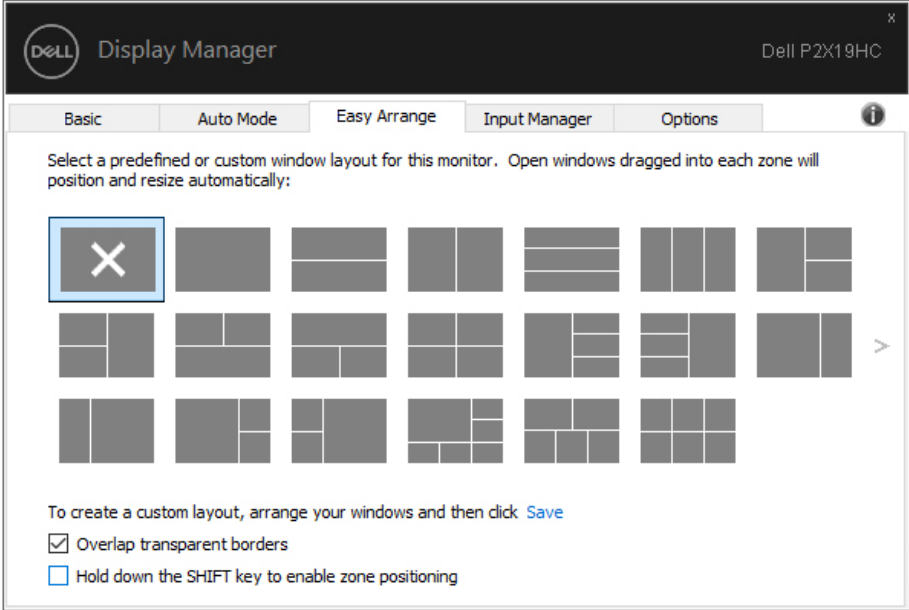 x
DELL Display Manager
Dell P2X19HC
Basic Auto Mode Easy Arrange Input Manager Options i
Select a predefined or custom window layout for this monitor. Open windows dragged into each zone will
position and resize automatically:
>
To create a custom layout, arrange your windows and then click Save
Overlap transparent borders
Hold down the SHIFT key to enable zone positioning